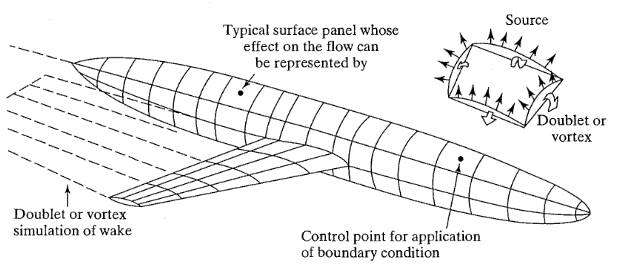 Typical surface panel whose
effect on the flow can
be represented by
Source
Doublet or
vortex
Doublet or vortex
simulation of wake
Control point for application
of boundary condition